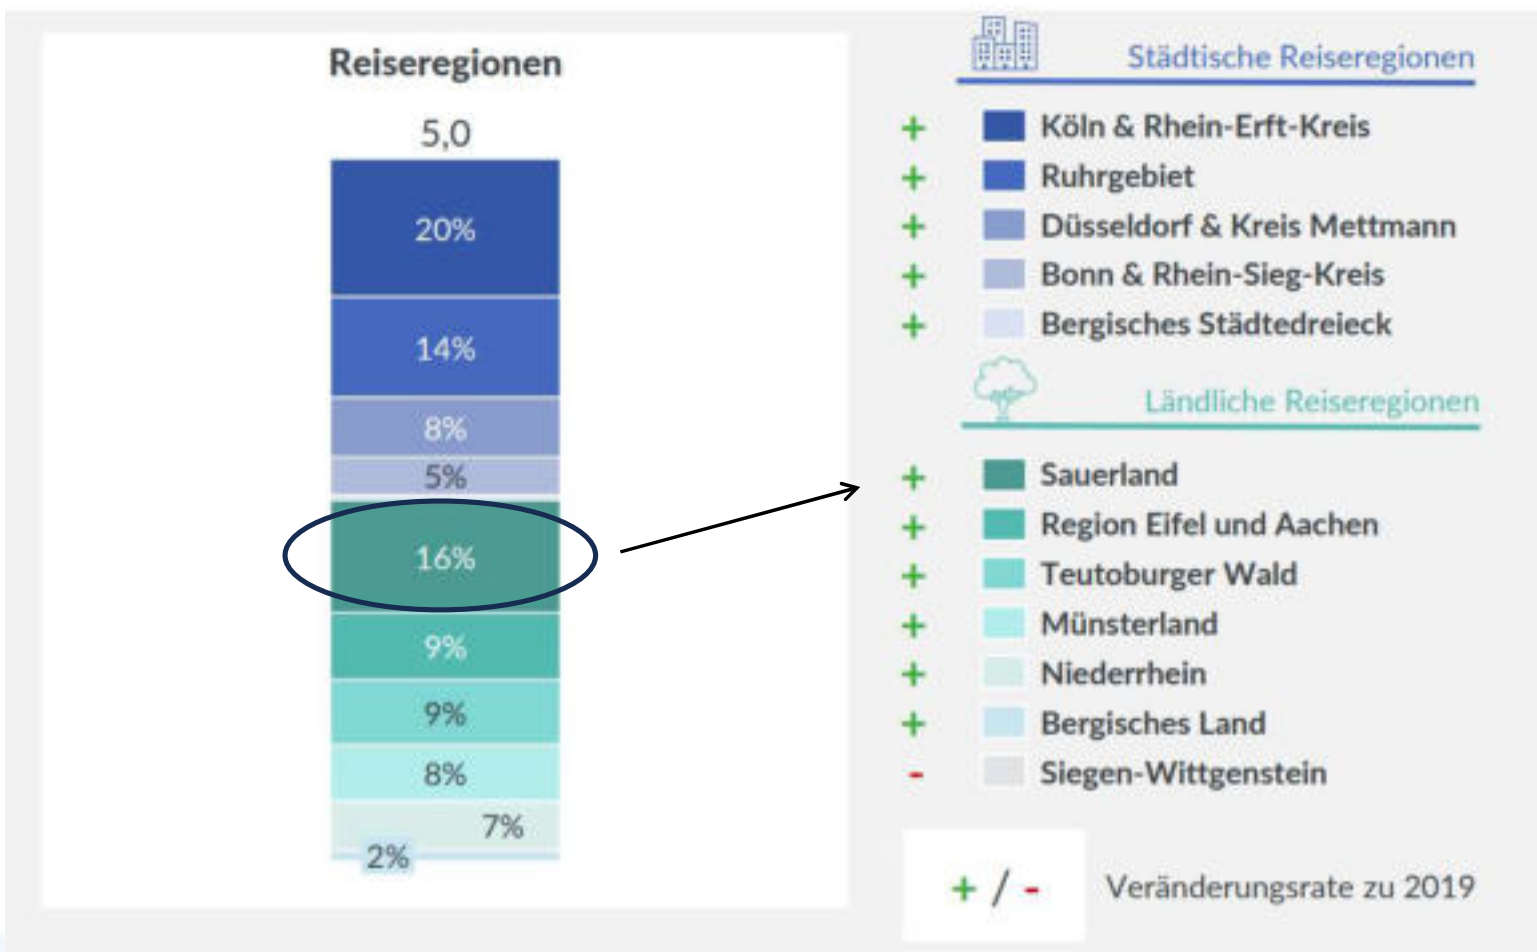 Reiseregionen
5,0
20%
14%
8%
5%
16%
9%
9%
8%
7%
2%
Städtische Reiseregionen
+ Köln & Rhein-Erft-Kreis
+ Ruhrgebiet
+ Düsseldorf & Kreis Mettmann
+ Bonn & Rhein-Sieg-Kreis
+ Bergisches Städtedreieck
Ländliche Reiseregionen
+ Sauerland
+ Region Eifel und Aachen
+ Teutoburger Wald
+ Münsterland
+ Niederrhein
+ Bergisches Land
- Siegen-Wittgenstein
+ / - Veränderungsrate zu 2019